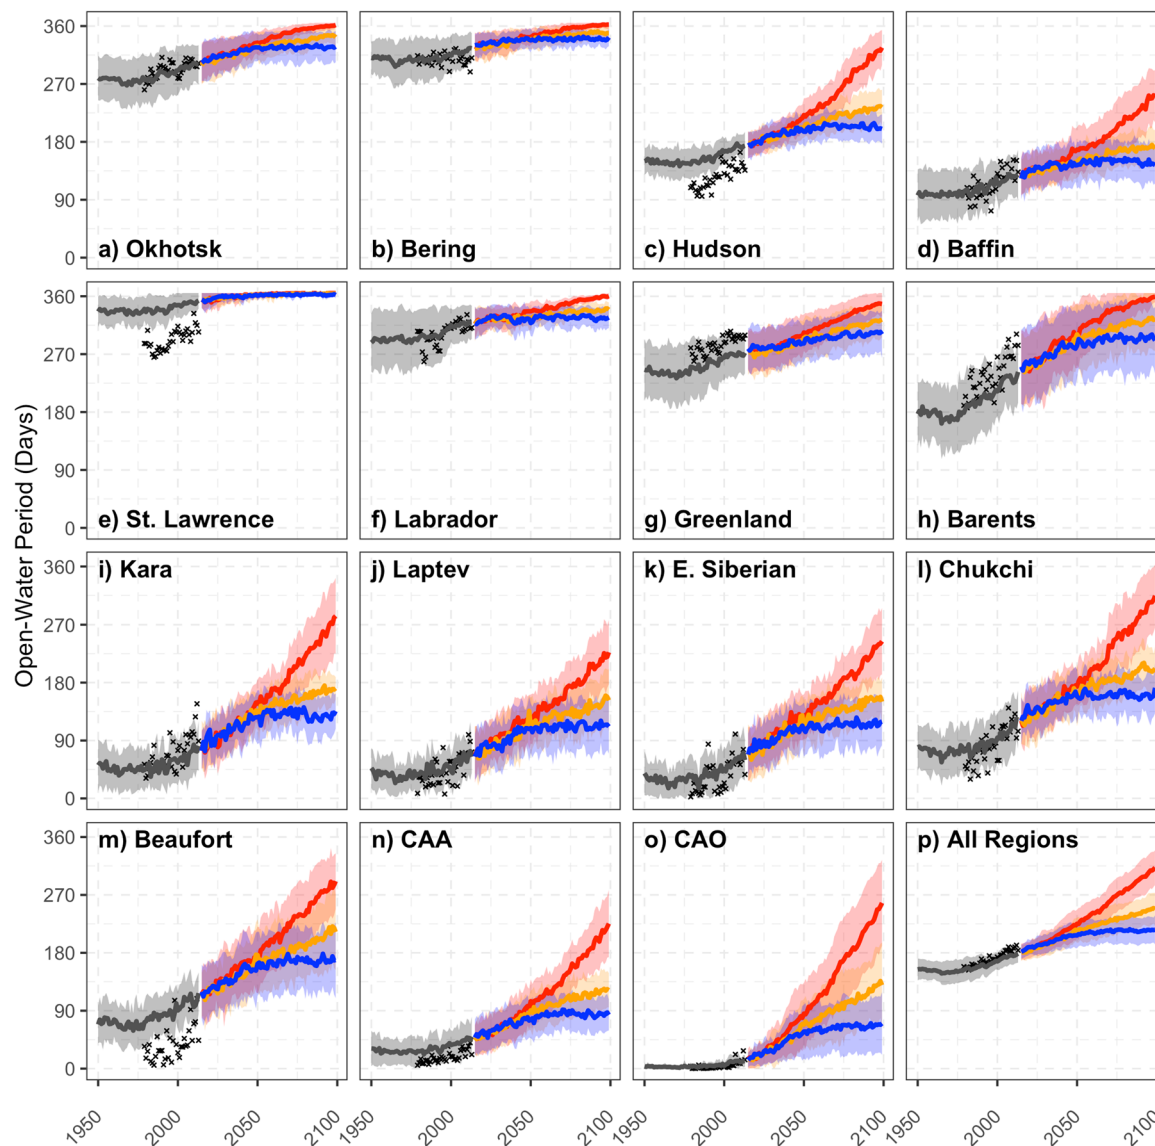 360
270
180
90
0
a) Okhotsk
b) Bering
c) Hudson
d) Baffin
360
270
180
90
0
e) St. Lawrence
f) Labrador
g) Greenland
h) Barents
Open-Water Period (Days)
360
270
180
90
0
i) Kara
j) Laptev
k) E. Siberian
l) Chukchi
360
270
180
90
0
m) Beaufort
n) CAA
o) CAO
p) All Regions
1950 2000 2050 2100 1950 2000 2050 2100 1950 2000 2050 2100 1950 2000 2050 2100